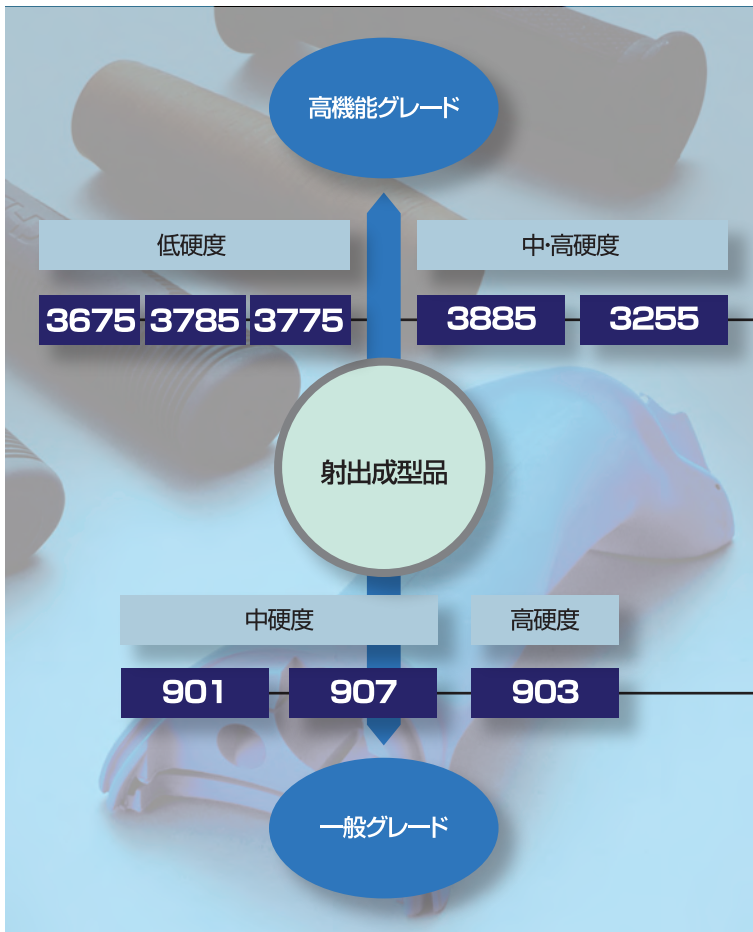 高機能グレード
低硬度
中・高硬度
3675 3785 3775
3885 3255
射出成型品
中硬度
高硬度
901 907
903
一般グレード